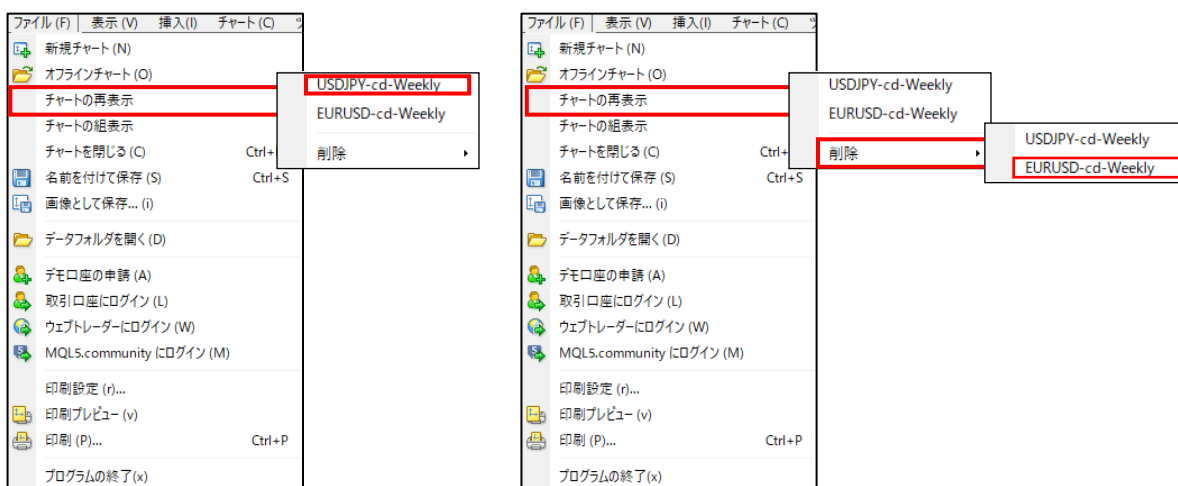 ファイル (F) 表示 (V) 挿入(I) チャート (C)
新規チャート (N)
オフラインチャート (O)
チャートの再表示
チャートの組表示
チャートを閉じる (C) Ctrl+
名前を付けて保存 (S) Ctrl+S
画像として保存... (i)
データフォルダを開く (D)
デモ口座の申請 (A)
取引口座にログイン (L)
ウェブトレーダーにログイン (W)
MQL5.community にログイン (M)
印刷設定 (r)...
印刷プレビュー (v)
印刷 (P)... Ctrl+P
プログラムの終了(x)
USDJPY-cd-Weekly
EURUSD-cd-Weekly
削除
ファイル (F) 表示 (V) 挿入(I) チャート (C)
新規チャート (N)
オフラインチャート (O)
チャートの再表示
チャートの組表示
チャートを閉じる (C) Ctrl+
名前を付けて保存 (S) Ctrl+S
画像として保存... (i)
データフォルダを開く (D)
デモ口座の申請 (A)
取引口座にログイン (L)
ウェブトレーダーにログイン (W)
MQL5.community にログイン (M)
印刷設定 (r)...
印刷プレビュー (v)
印刷 (P)... Ctrl+P
プログラムの終了(x)
USDJPY-cd-Weekly
EURUSD-cd-Weekly
削除
USDJPY-cd-Weekly
EURUSD-cd-Weekly